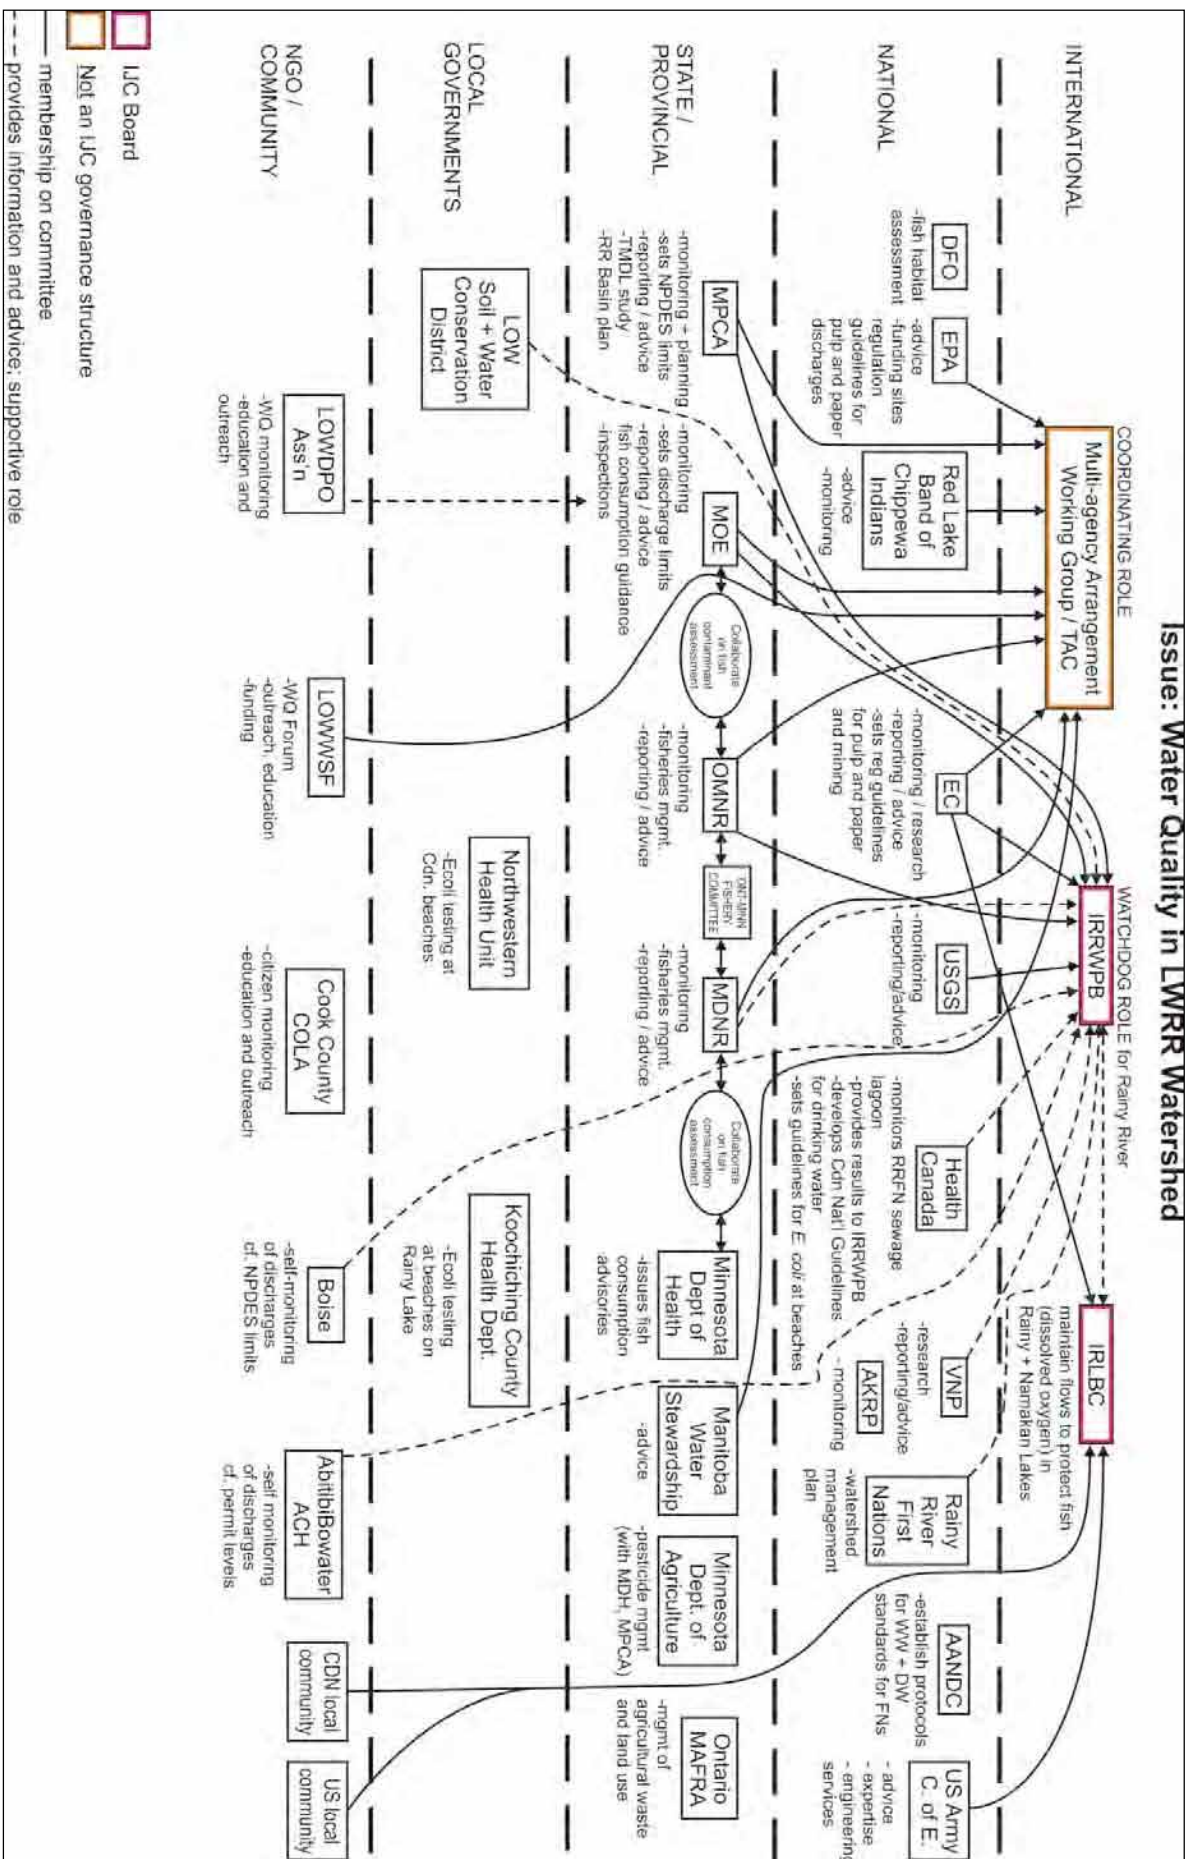 Issue: Water Quality in LWRR Watershed
COORDINATING ROLE
WATCHDOG ROLE for Rainy River
INTERNATIONAL
Multi-agency Arrangement
Working Group / TAC
IRRWPB
IRLBC
maintain flows to protect fish
(dissolved oxygen) in
Rainy + Namakan Lakes
NATIONAL
DFO
-fish habitat
assessment
EPA
-advice
-funding sites
regulation
-guidelines for
pulp and paper
discharges
Red Lake
Band of
Chippewa
Indians
-advice
-monitoring
EC
-monitoring / research
-reporting / advice
-sets reg guidelines
for pulp and paper
and mining
USGS
-monitoring
-reporting/advice
Health
Canada
-monitors RRFN sewage
lagoon
-provides results to IRRWPB
-develops Cdn Nat'l Guidelines
for drinking water
-sets guidelines for E. coli at beaches
VNP
-research
-reporting/advice
AKRP
- monitoring
Rainy
River
First
Nations
-watershed
management
plan
AANDC
-establish protocols
for WW + DW
standards for FNs
US Army
C. of E.
- advice
- expertise
- engineering
services
STATE /
PROVINCIAL
MPCA
-monitoring + planning
-sets NPDES limits
-reporting / advice
-TMDL study
-RR Basin plan
MOE
-monitoring
-sets discharge limits
-reporting / advice
fish consumption guidance
-inspections
Collaborate
on fish
contaminant
assessment
OMNR
-monitoring
-fisheries mgmt.
-reporting / advice
ONT-MINN
FISHERY
COMMITTEE
MDNR
-monitoring
-fisheries mgmt.
-reporting / advice
Collaborate
on fish
consumption
assessment
Minnesota
Dept of
Health
-issues fish
consumption
advisories
Manitoba
Water
Stewardship
-advice
Minnesota
Dept. of
Agriculture
-pesticide mgmt
(with MDH, MPCA)
Ontario
MAFRA
-mgmt of
agricultural waste
and land use
LOCAL
GOVERNMENTS
LOW
Soil + Water
Conservation
District
Northwestern
Health Unit
-Ecoli testing at
Cdn. beaches
Koochiching County
Health Dept.
-Ecoli testing
at beaches on
Rainy Lake
NGO /
COMMUNITY
LOWDPO
Ass'n
-WQ monitoring
-education and
outreach
LOWWSF
-WQ Forum
-outreach, education
-funding
Cook County
COLA
-citizen monitoring
-education and outreach
Boise
-self-monitoring
of discharges
cf. NPDES limits
AbitibiBowater
ACH
-self monitoring
of discharges
cf. permit levels
CDN local
community
US local
community
IJC Board
Not an IJC governance structure
membership on committee
provides information and advice; supportive role